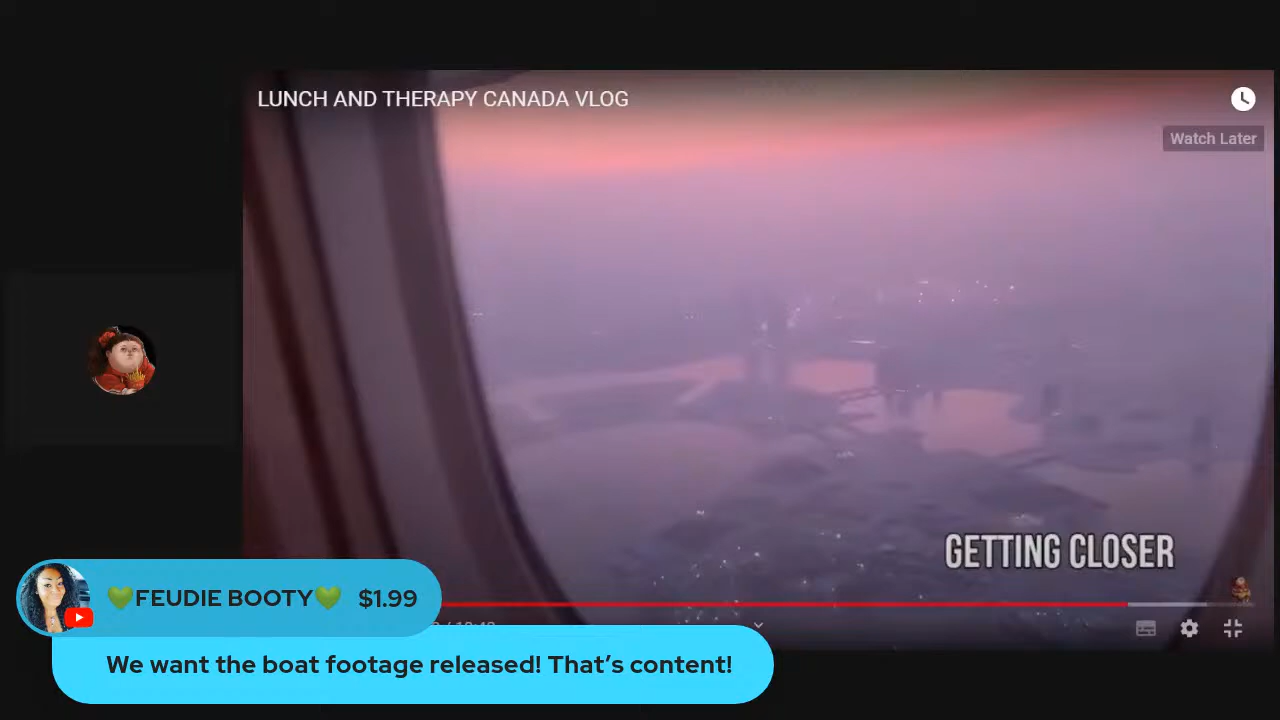 LUNCH AND THERAPY CANADA VLOG
Watch Later
GETTING CLOSER
💚FEUDIE BOOTY💚 $1.99
We want the boat footage released! That’s content!